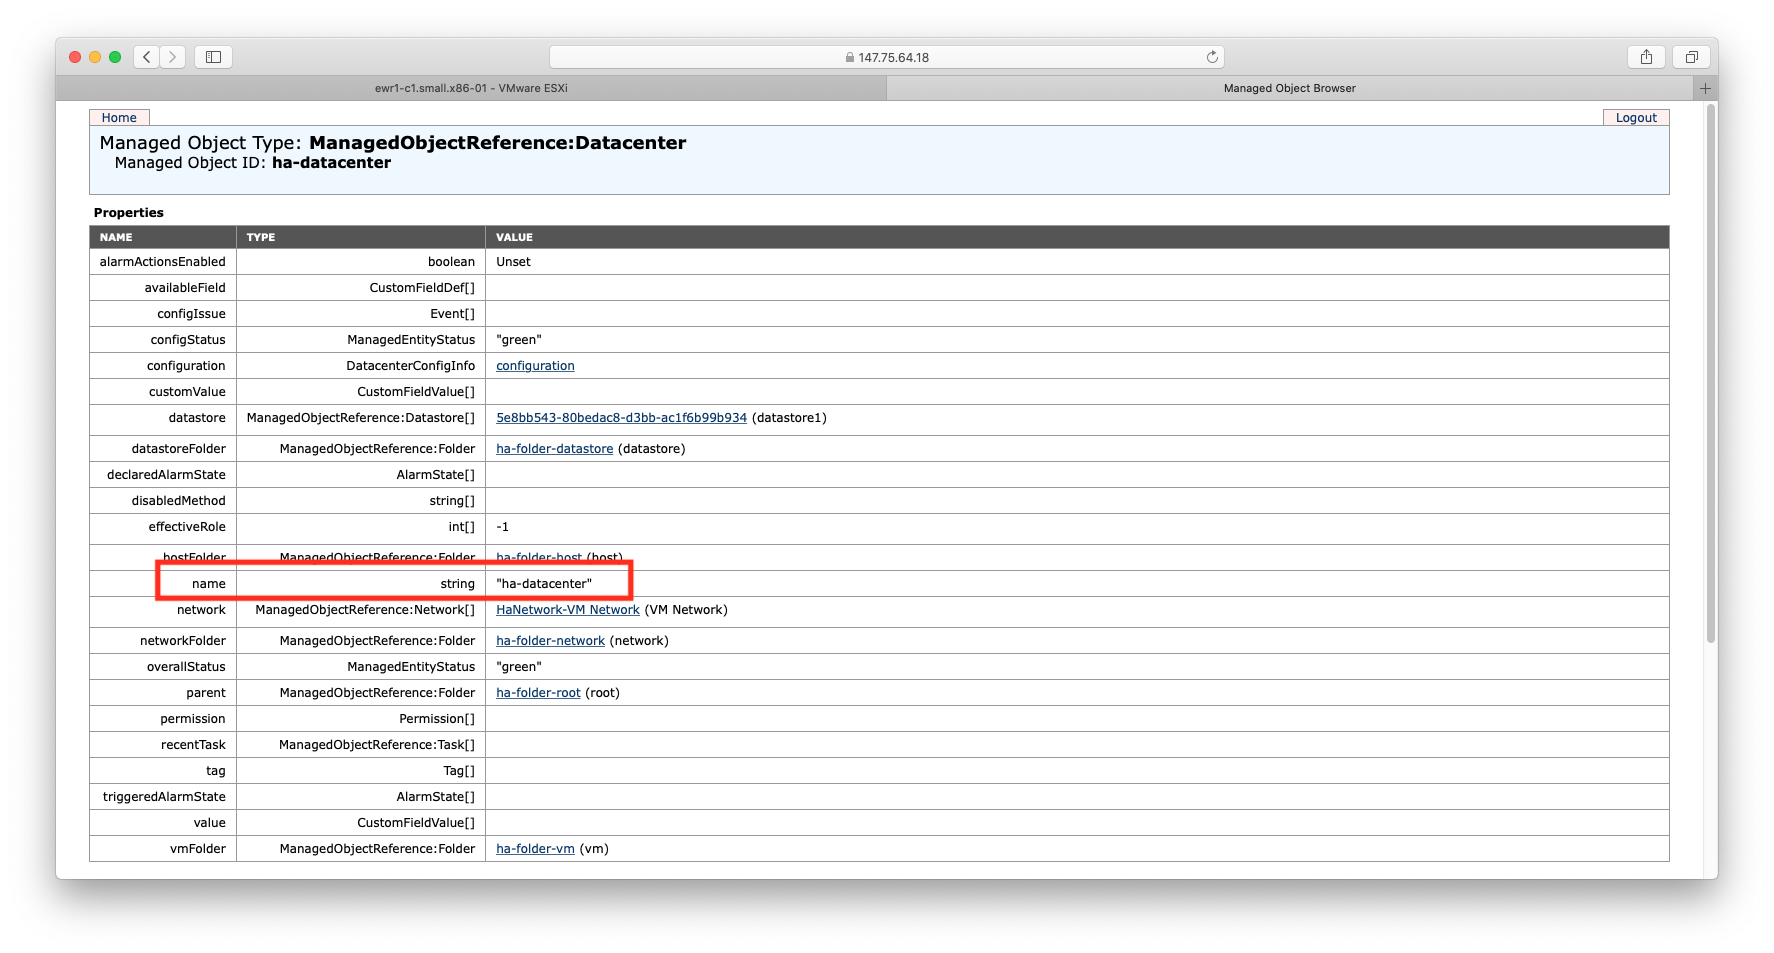 147.75.64.18
ewr1-c1.small.x86-01 - VMware ESXi Managed Object Browser
Home Logout
Managed Object Type: ManagedObjectReference:Datacenter
Managed Object ID: ha-datacenter
Properties
NAME TYPE VALUE
alarmActionsEnabled boolean Unset
availableField CustomFieldDef[]
configIssue Event[]
configStatus ManagedEntityStatus "green"
configuration DatacenterConfigInfo configuration
customValue CustomFieldValue[]
datastore ManagedObjectReference:Datastore[] 5e8bb543-80bedac8-d3bb-ac1f6b99b934 (datastore1)
datastoreFolder ManagedObjectReference:Folder ha-folder-datastore (datastore)
declaredAlarmState AlarmState[]
disabledMethod string[]
effectiveRole int[] -1
hostFolder ManagedObjectReference:Folder ha-folder-host (host)
name string "ha-datacenter"
network ManagedObjectReference:Network[] HaNetwork-VM Network (VM Network)
networkFolder ManagedObjectReference:Folder ha-folder-network (network)
overallStatus ManagedEntityStatus "green"
parent ManagedObjectReference:Folder ha-folder-root (root)
permission Permission[]
recentTask ManagedObjectReference:Task[]
tag Tag[]
triggeredAlarmState AlarmState[]
value CustomFieldValue[]
vmFolder ManagedObjectReference:Folder ha-folder-vm (vm)